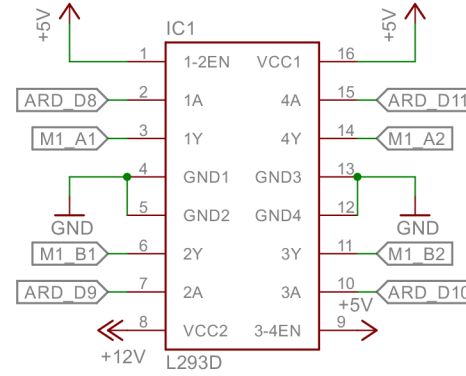 +5V
IC1
+5V
1 1-2EN VCC1 16
ARD_D8 2 1A 4A 15 ARD_D11
M1_A1 3 1Y 4Y 14 M1_A2
4 GND1 GND3 13
5 GND2 GND4 12
GND GND
M1_B1 6 2Y 3Y 11 M1_B2
ARD_D9 7 2A 3A 10 ARD_D10
+5V
8 VCC2 3-4EN 9
+12V
L293D